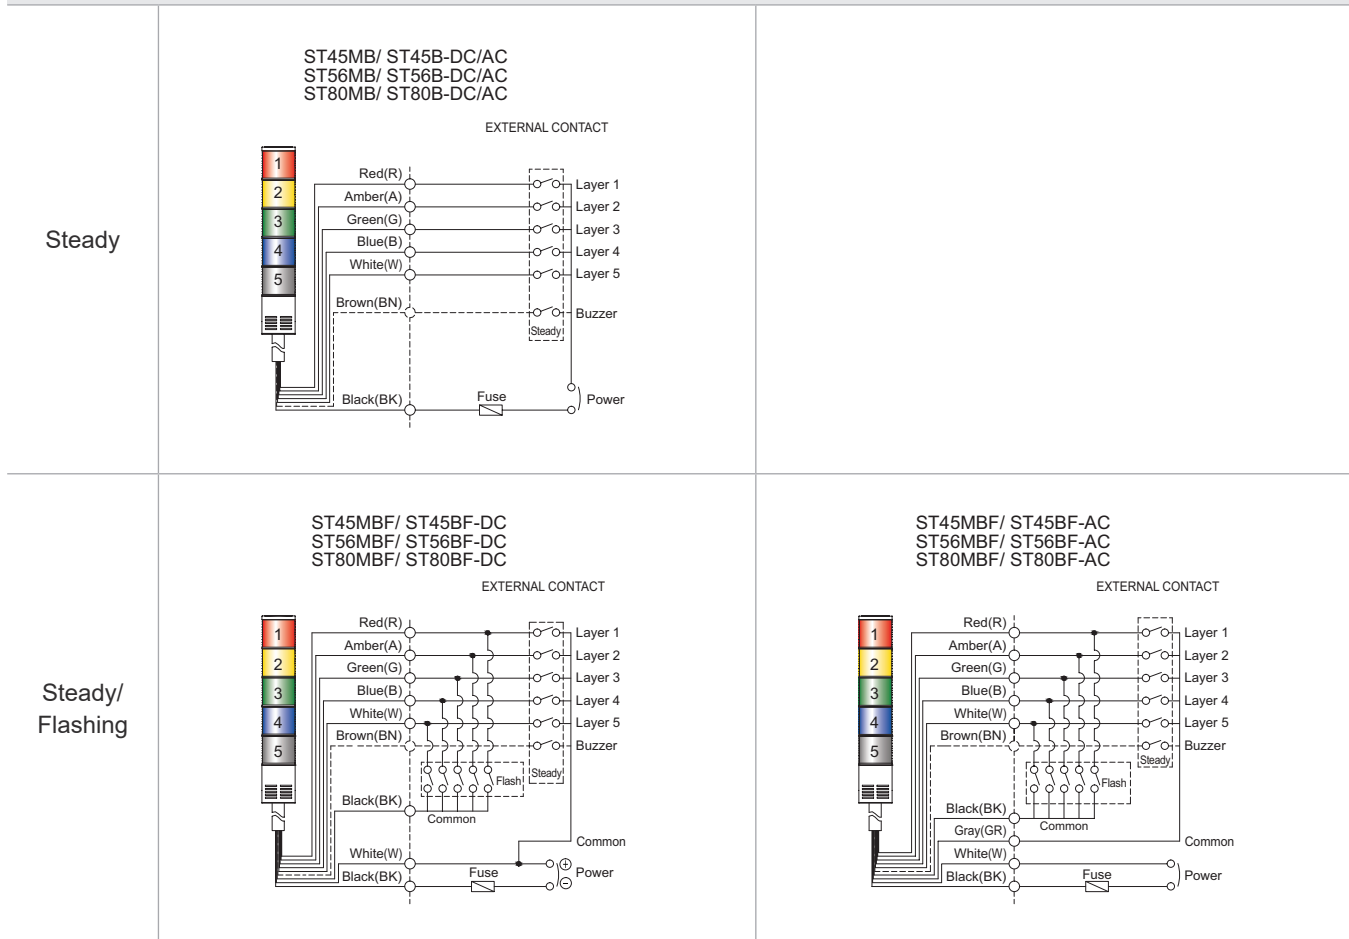 Steady
ST45MB/ ST45B-DC/AC
ST56MB/ ST56B-DC/AC
ST80MB/ ST80B-DC/AC
EXTERNAL CONTACT
1
2
3
4
5
Red(R)
Amber(A)
Green(G)
Blue(B)
White(W)
Brown(BN)
Black(BK)
Fuse
Layer 1
Layer 2
Layer 3
Layer 4
Layer 5
Buzzer
Steady
Power
Steady/
Flashing
ST45MBF/ ST45BF-DC
ST56MBF/ ST56BF-DC
ST80MBF/ ST80BF-DC
EXTERNAL CONTACT
1
2
3
4
5
Red(R)
Amber(A)
Green(G)
Blue(B)
White(W)
Brown(BN)
Black(BK)
White(W)
Black(BK)
Flash
Common
Fuse
Steady
Layer 1
Layer 2
Layer 3
Layer 4
Layer 5
Buzzer
Common
+
−
Power
ST45MBF/ ST45BF-AC
ST56MBF/ ST56BF-AC
ST80MBF/ ST80BF-AC
EXTERNAL CONTACT
1
2
3
4
5
Red(R)
Amber(A)
Green(G)
Blue(B)
White(W)
Brown(BN)
Black(BK)
Gray(GR)
White(W)
Black(BK)
Flash
Common
Fuse
Steady
Layer 1
Layer 2
Layer 3
Layer 4
Layer 5
Buzzer
Common
Power